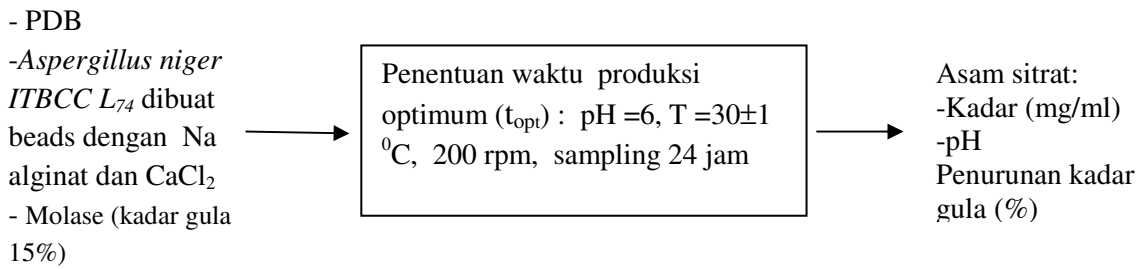 - PDB
-Aspergillus niger
ITBCC L74 dibuat
beads dengan Na
alginat dan CaCl2
- Molase (kadar gula
15%)
Penentuan waktu produksi
optimum (topt) : pH =6, T =30±1
0C, 200 rpm, sampling 24 jam
Asam sitrat:
-Kadar (mg/ml)
-pH
Penurunan kadar
gula (%)